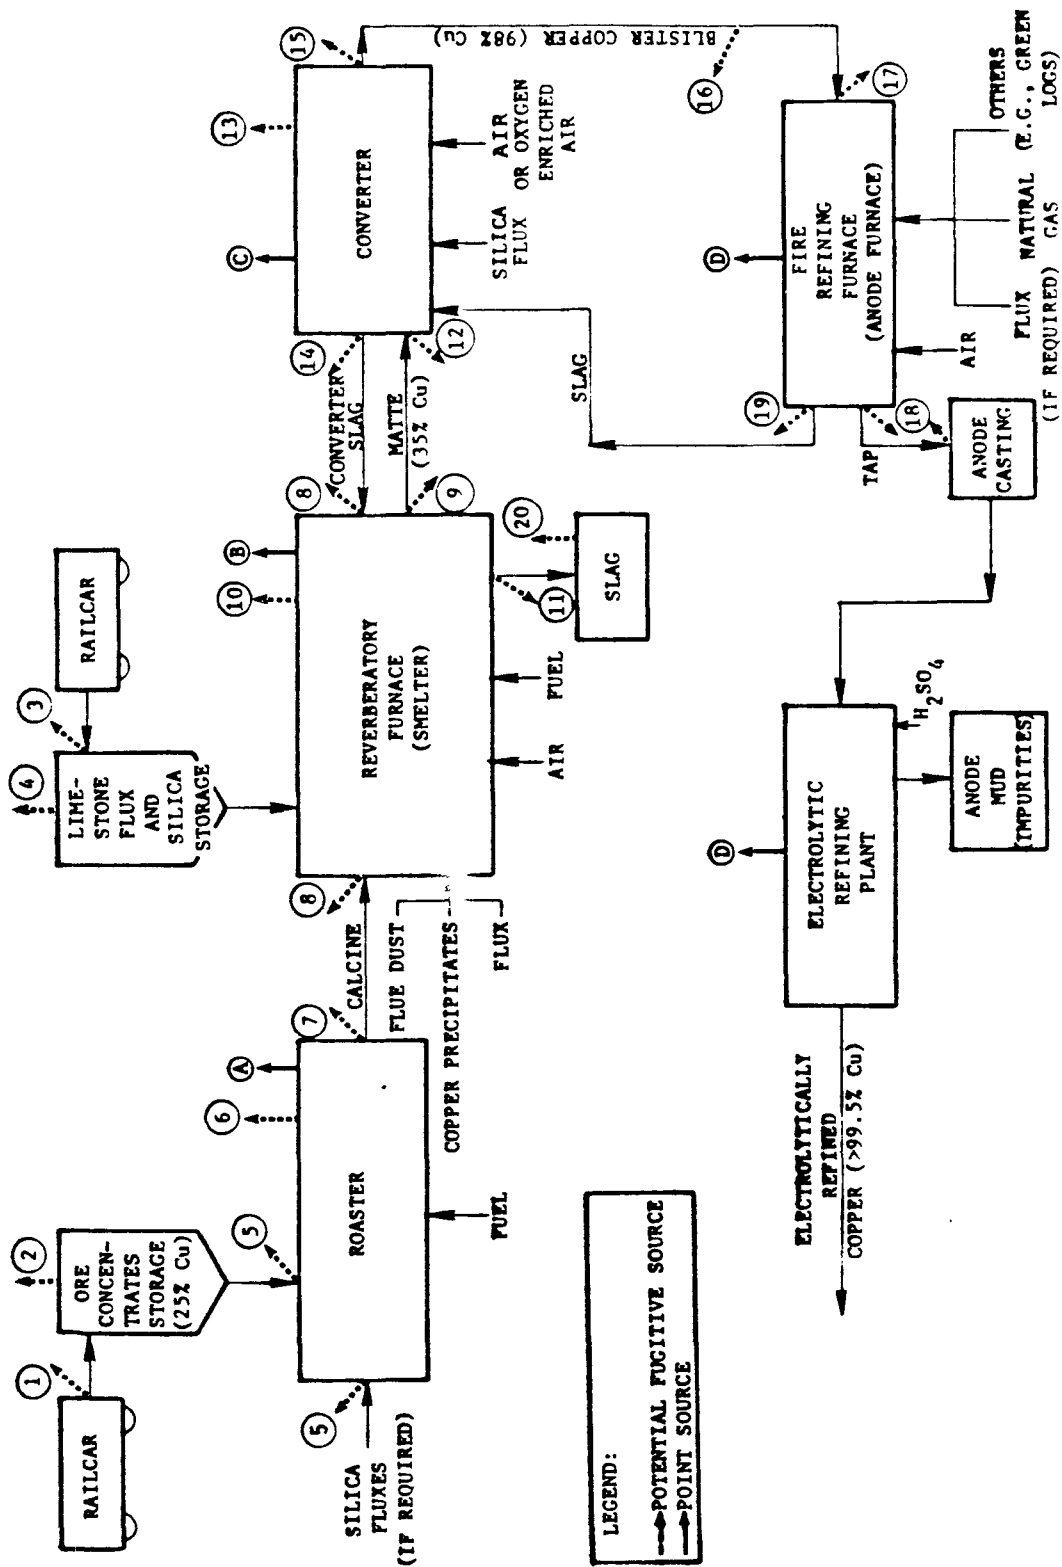 1
RAILCAR
2
ORE
CONCEN-
TRATES
STORAGE
(25% Cu)
5
5
SILICA
FLUXES
(IF REQUIRED)
ROASTER
FUEL
6
A
7
CALCINE
FLUE DUST
COPPER PRECIPITATES
FLUX
8
4
3
RAILCAR
LIME-
STONE
FLUX
AND
SILICA
STORAGE
REVERBERATORY
FURNACE
(SMELTER)
AIR
FUEL
10
B
8
9
11
20
SLAG
CONVERTER
SLAG
MATTE
(35% Cu)
14
12
C
13
15
CONVERTER
SILICA
FLUX
AIR
OR OXYGEN
ENRICHED
AIR
BLISTER COPPER (98% Cu)
16
17
SLAG
D
FIRE
REFINING
FURNACE
(ANODE FURNACE)
AIR
FLUX
(IF REQUIRED)
NATURAL
GAS
OTHERS
(E.G., GREEN
LOGS)
19
18
TAP
ANODE
CASTING
D
ELECTROLYTIC
REFINING
PLANT
H2SO4
ANODE
MUD
(IMPURITIES)
ELECTROLYTICALLY
REFINED
COPPER (>99.5% Cu)
LEGEND:
POTENTIAL FUGITIVE SOURCE
POINT SOURCE